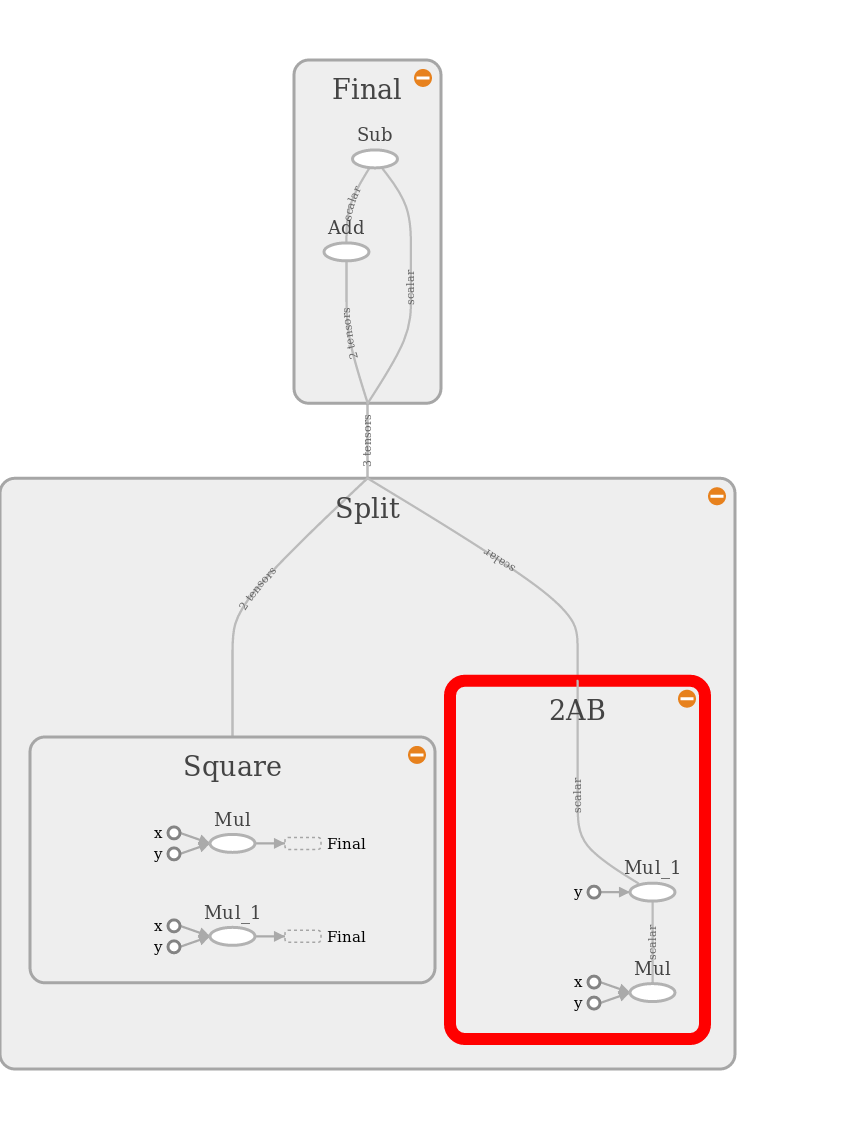 Final
Sub
scalar
Add
scalar
2 tensors
3 tensors
Split
scalar
2 tensors
2AB
Square
scalar
Mul
x
y
Final
Mul_1
y
Mul_1
x
y
Final
scalar
Mul
x
y